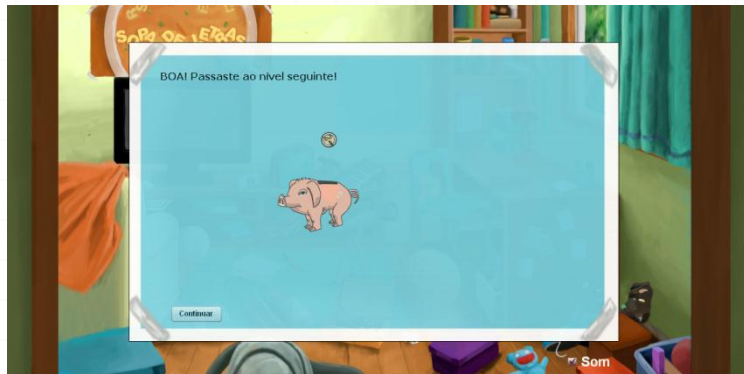 SOPA DE LETRAS
BOA! Passaste ao nível seguinte!
Continuar
Som